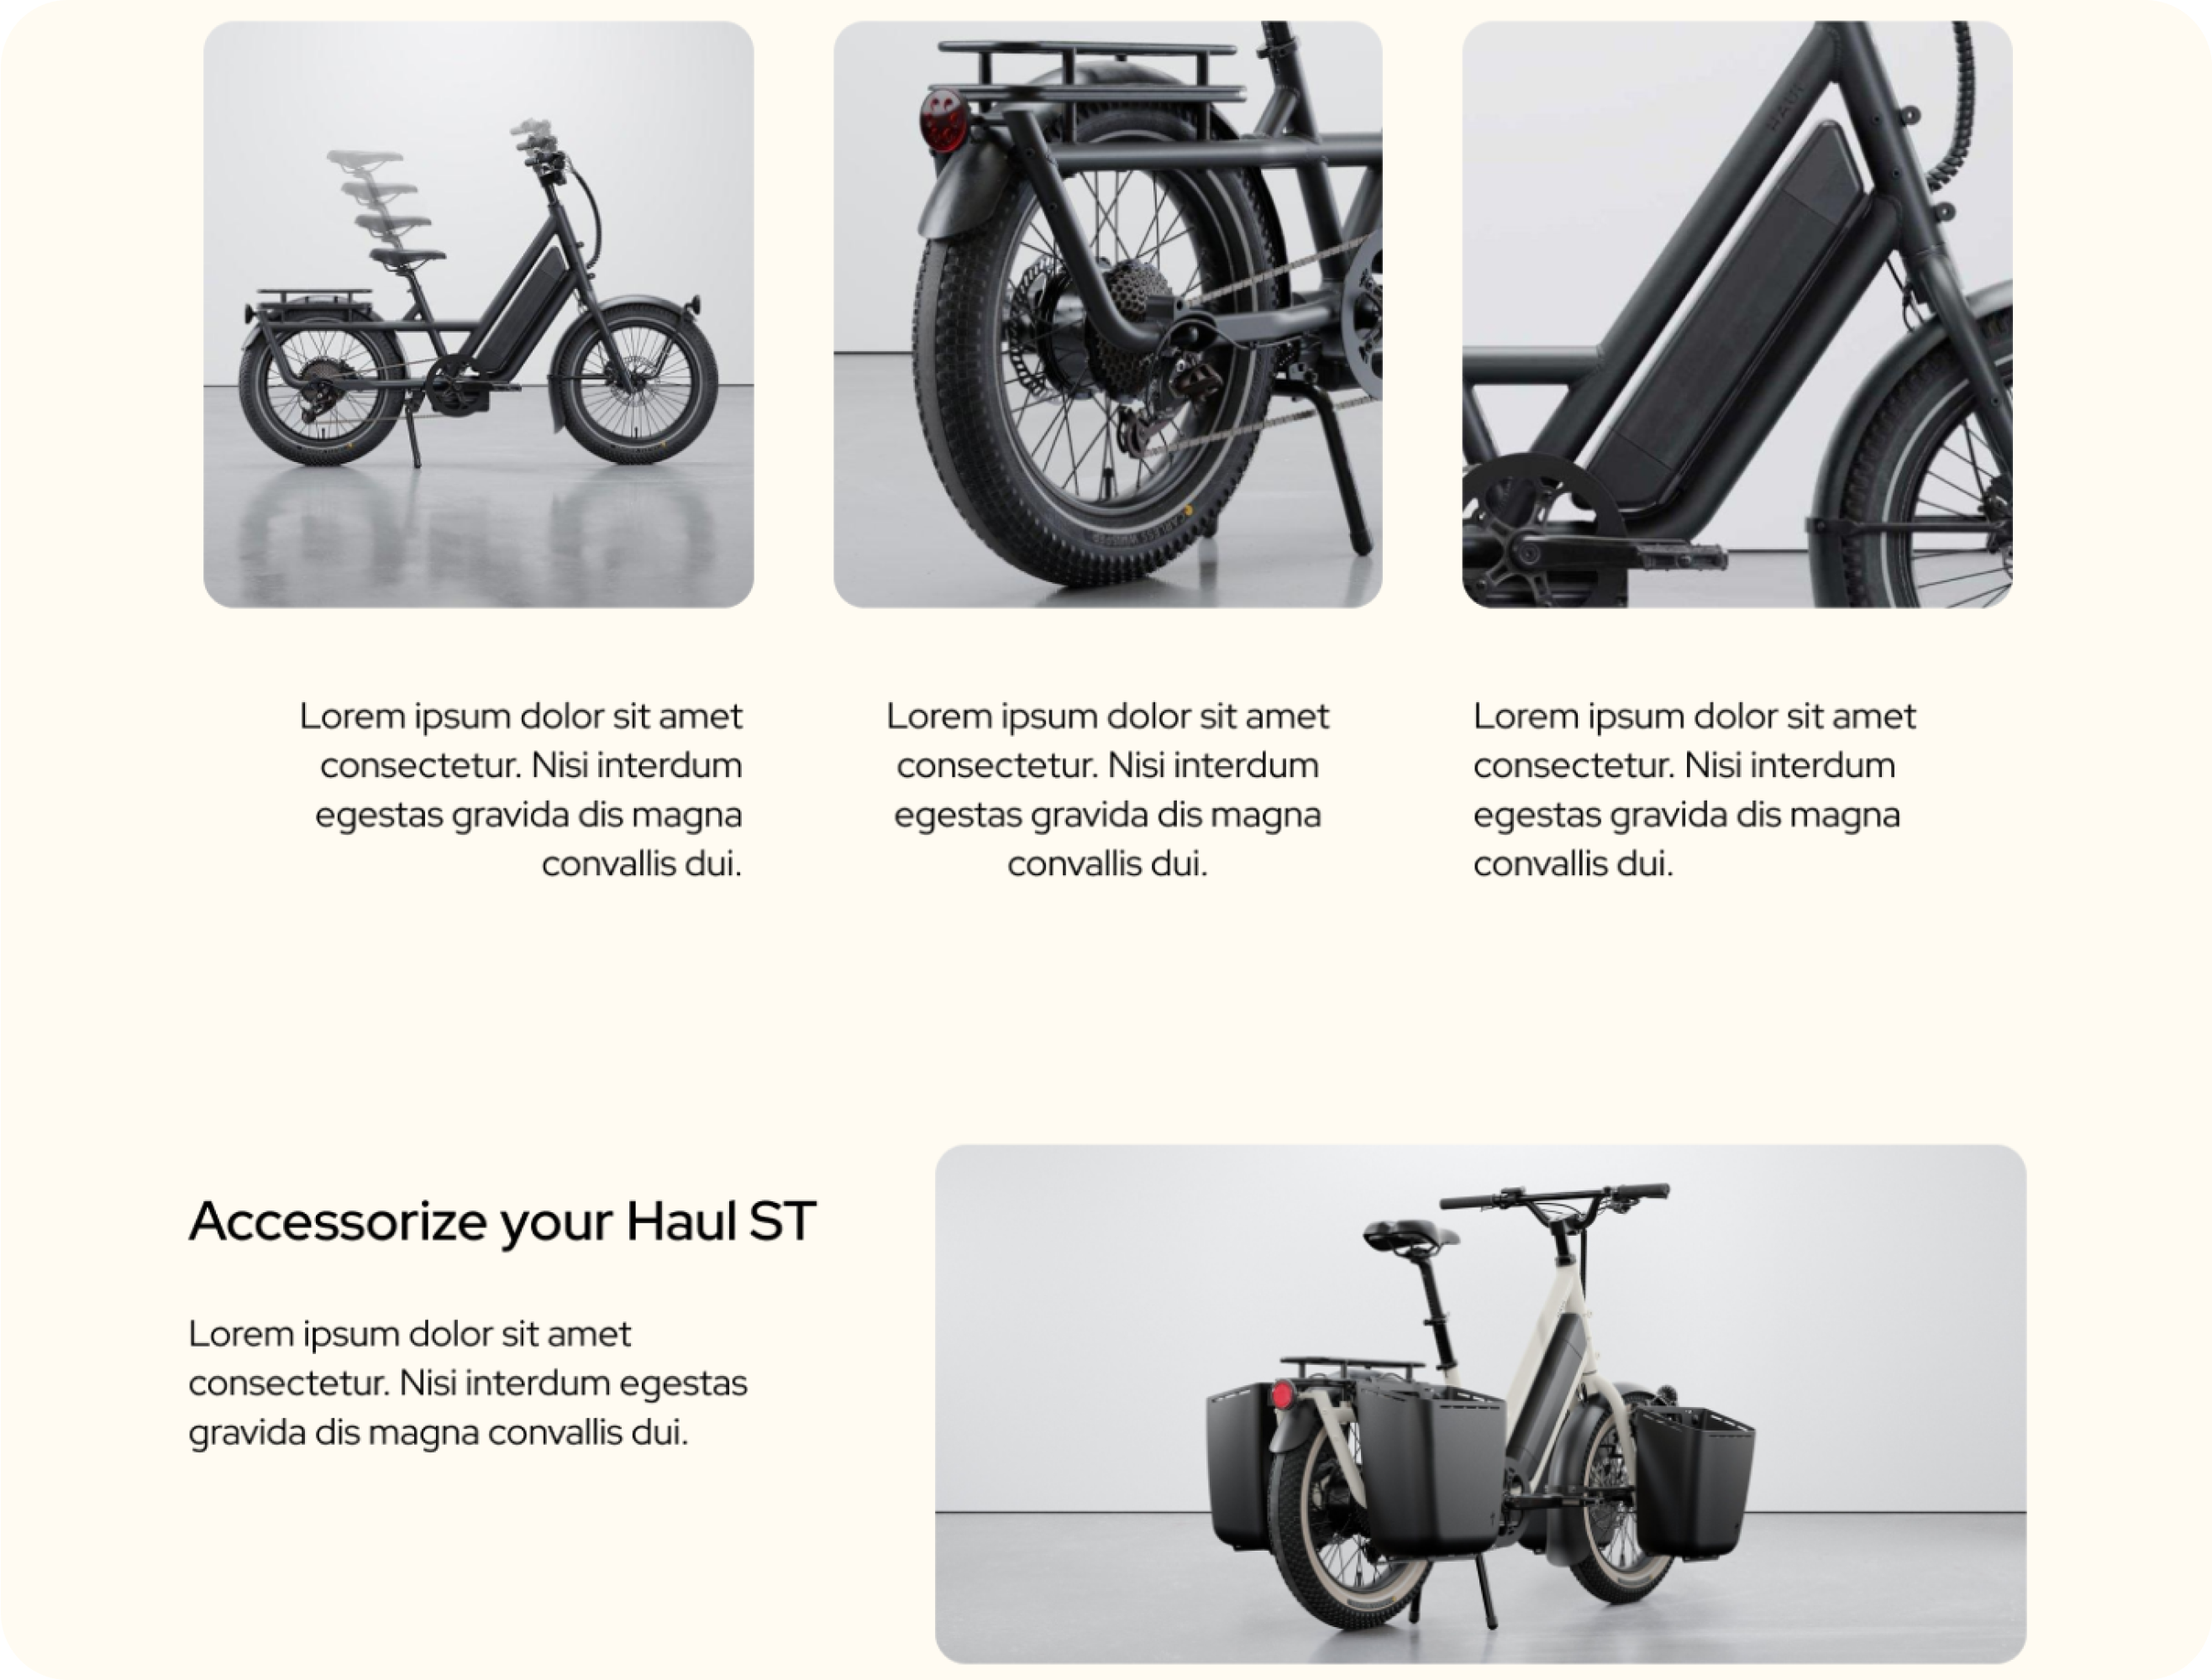 HAUL
Lorem ipsum dolor sit amet
consectetur. Nisi interdum
egestas gravida dis magna
convallis dui.
Lorem ipsum dolor sit amet
consectetur. Nisi interdum
egestas gravida dis magna
convallis dui.
Lorem ipsum dolor sit amet
consectetur. Nisi interdum
egestas gravida dis magna
convallis dui.
Accessorize your Haul ST
Lorem ipsum dolor sit amet
consectetur. Nisi interdum egestas
gravida dis magna convallis dui.